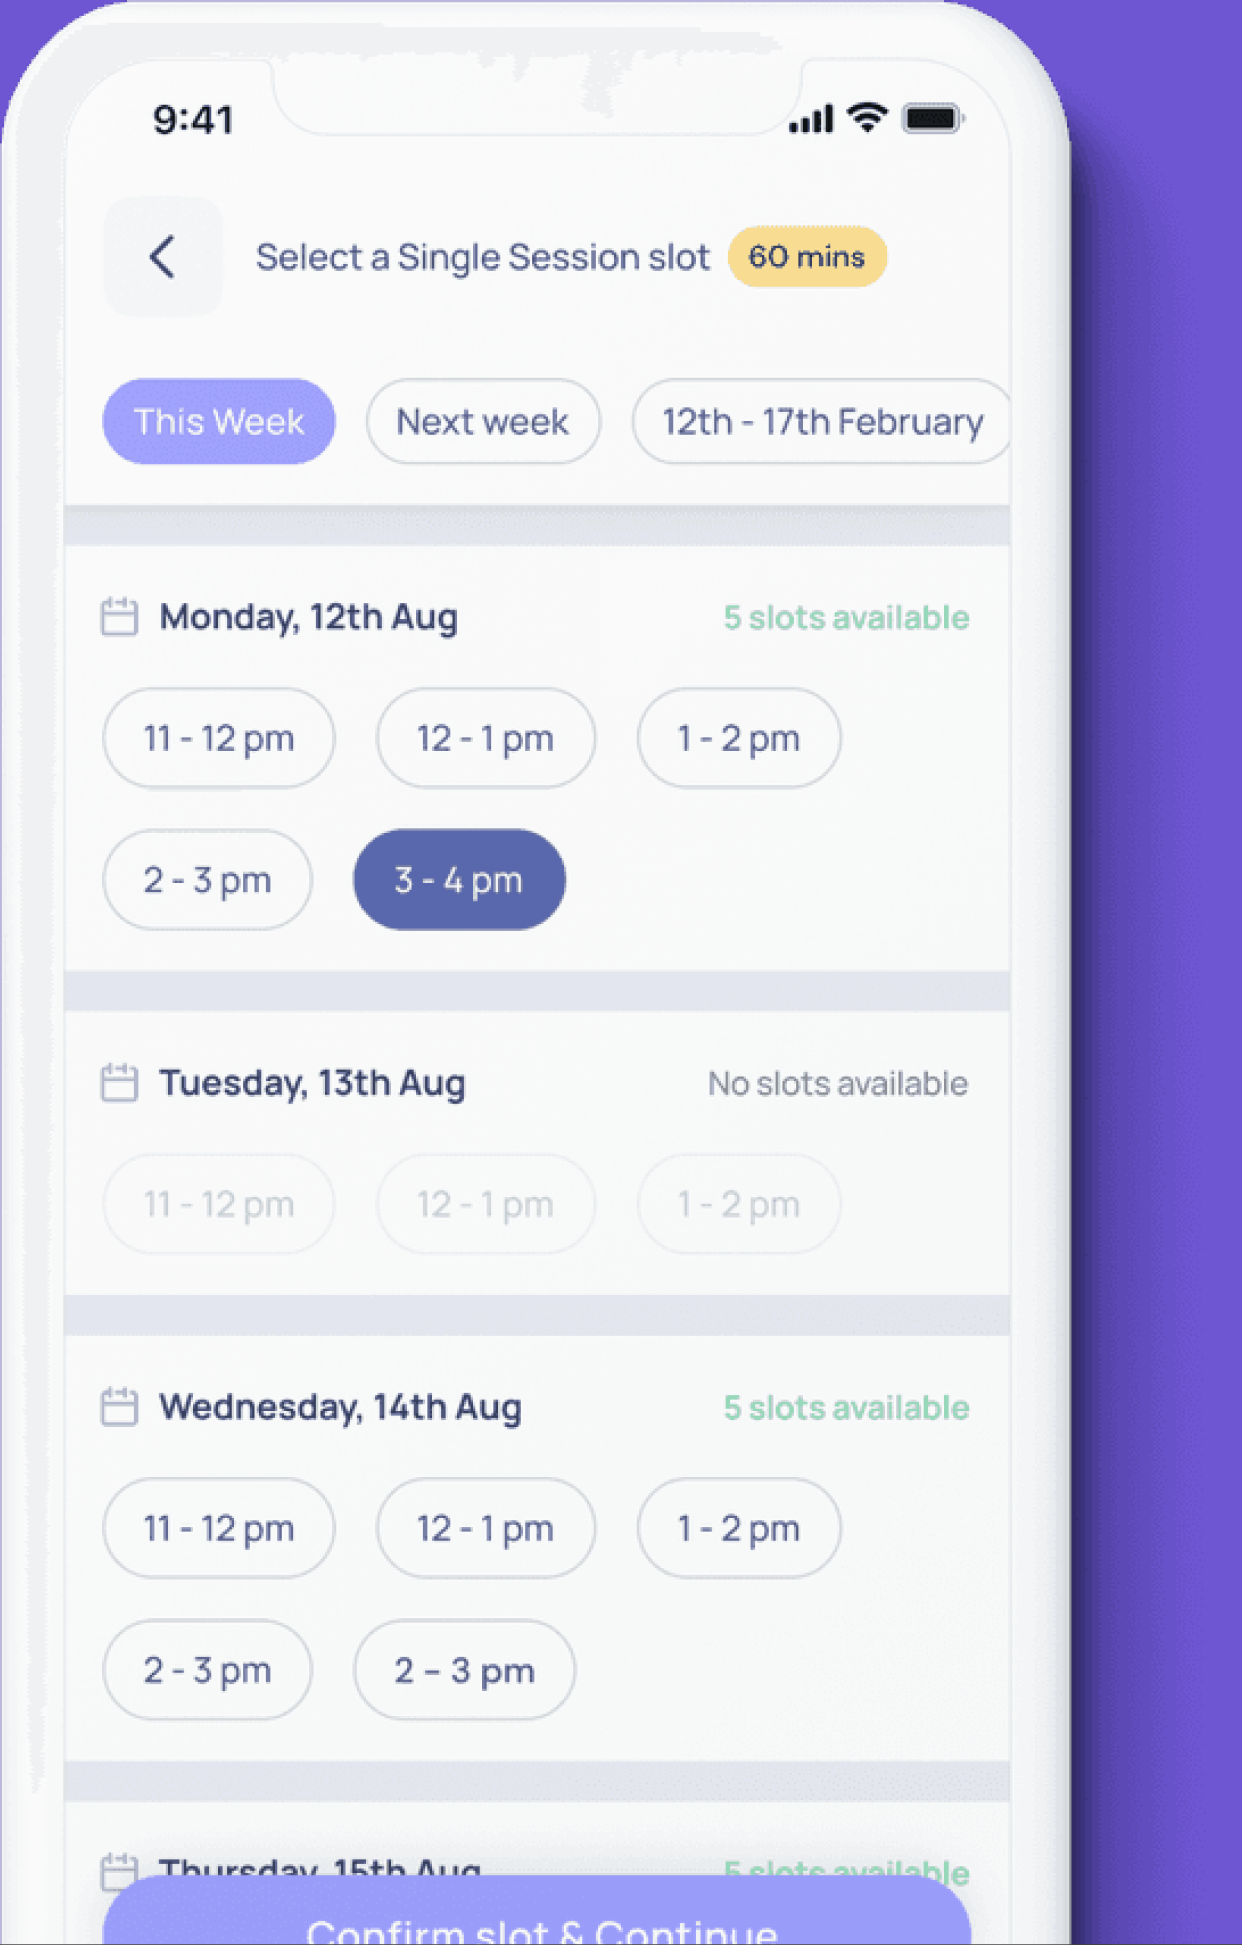 9:41
Select a Single Session slot 60 mins
This Week Next week 12th - 17th February
Monday, 12th Aug 5 slots available
11 - 12 pm 12 - 1 pm 1 - 2 pm
2 - 3 pm 3 - 4 pm
Tuesday, 13th Aug No slots available
11 - 12 pm 12 - 1 pm 1 - 2 pm
Wednesday, 14th Aug 5 slots available
11 - 12 pm 12 - 1 pm 1 - 2 pm
2 - 3 pm 2 – 3 pm
Thursday, 15th Aug 5 slots available
Confirm slot & Continue